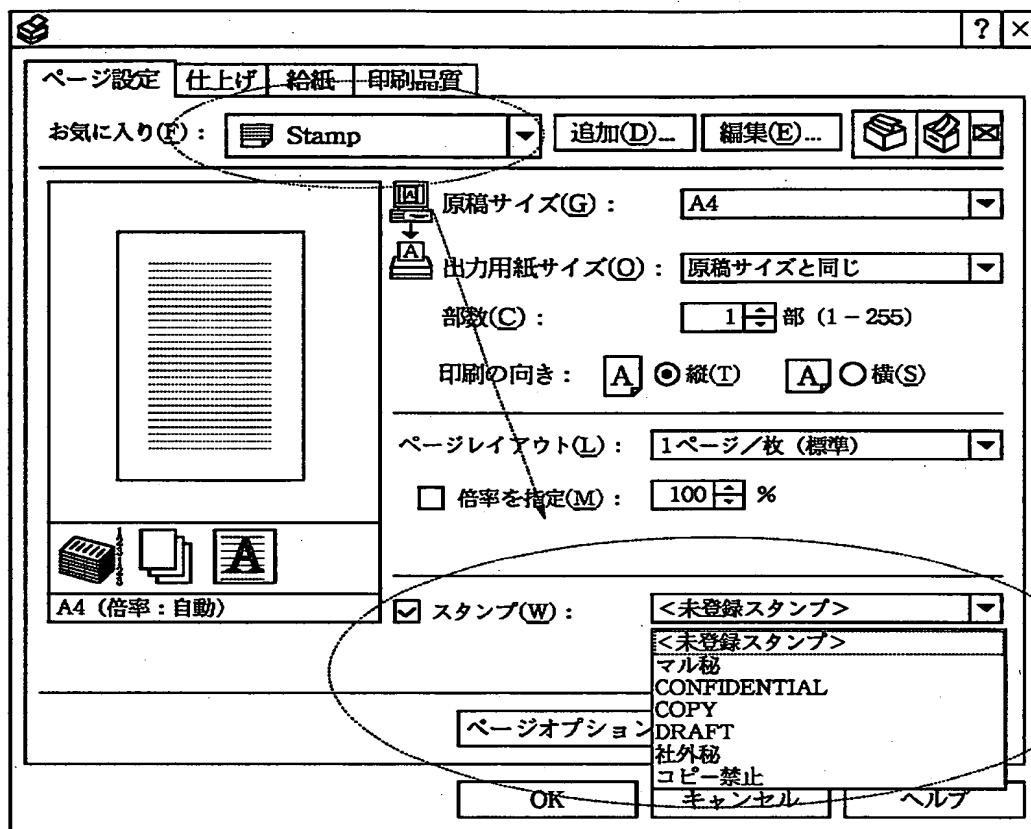 ? ×
ページ設定 仕上げ 給紙 印刷品質
お気に入り(F)： Stamp 追加(D)... 編集(E)...
原稿サイズ(G)： A4
出力用紙サイズ(O)： 原稿サイズと同じ
部数(C)： 1 部 (1－255)
印刷の向き： A 縦(T) A 横(S)
ページレイアウト(L)： 1ページ／枚（標準）
倍率を指定(M)： 100 %
A4（倍率：自動）
スタンプ(W)： <未登録スタンプ>
<未登録スタンプ>
マル秘
CONFIDENTIAL
COPY
DRAFT
社外秘
コピー禁止
ページオプション
OK キャンセル ヘルプ